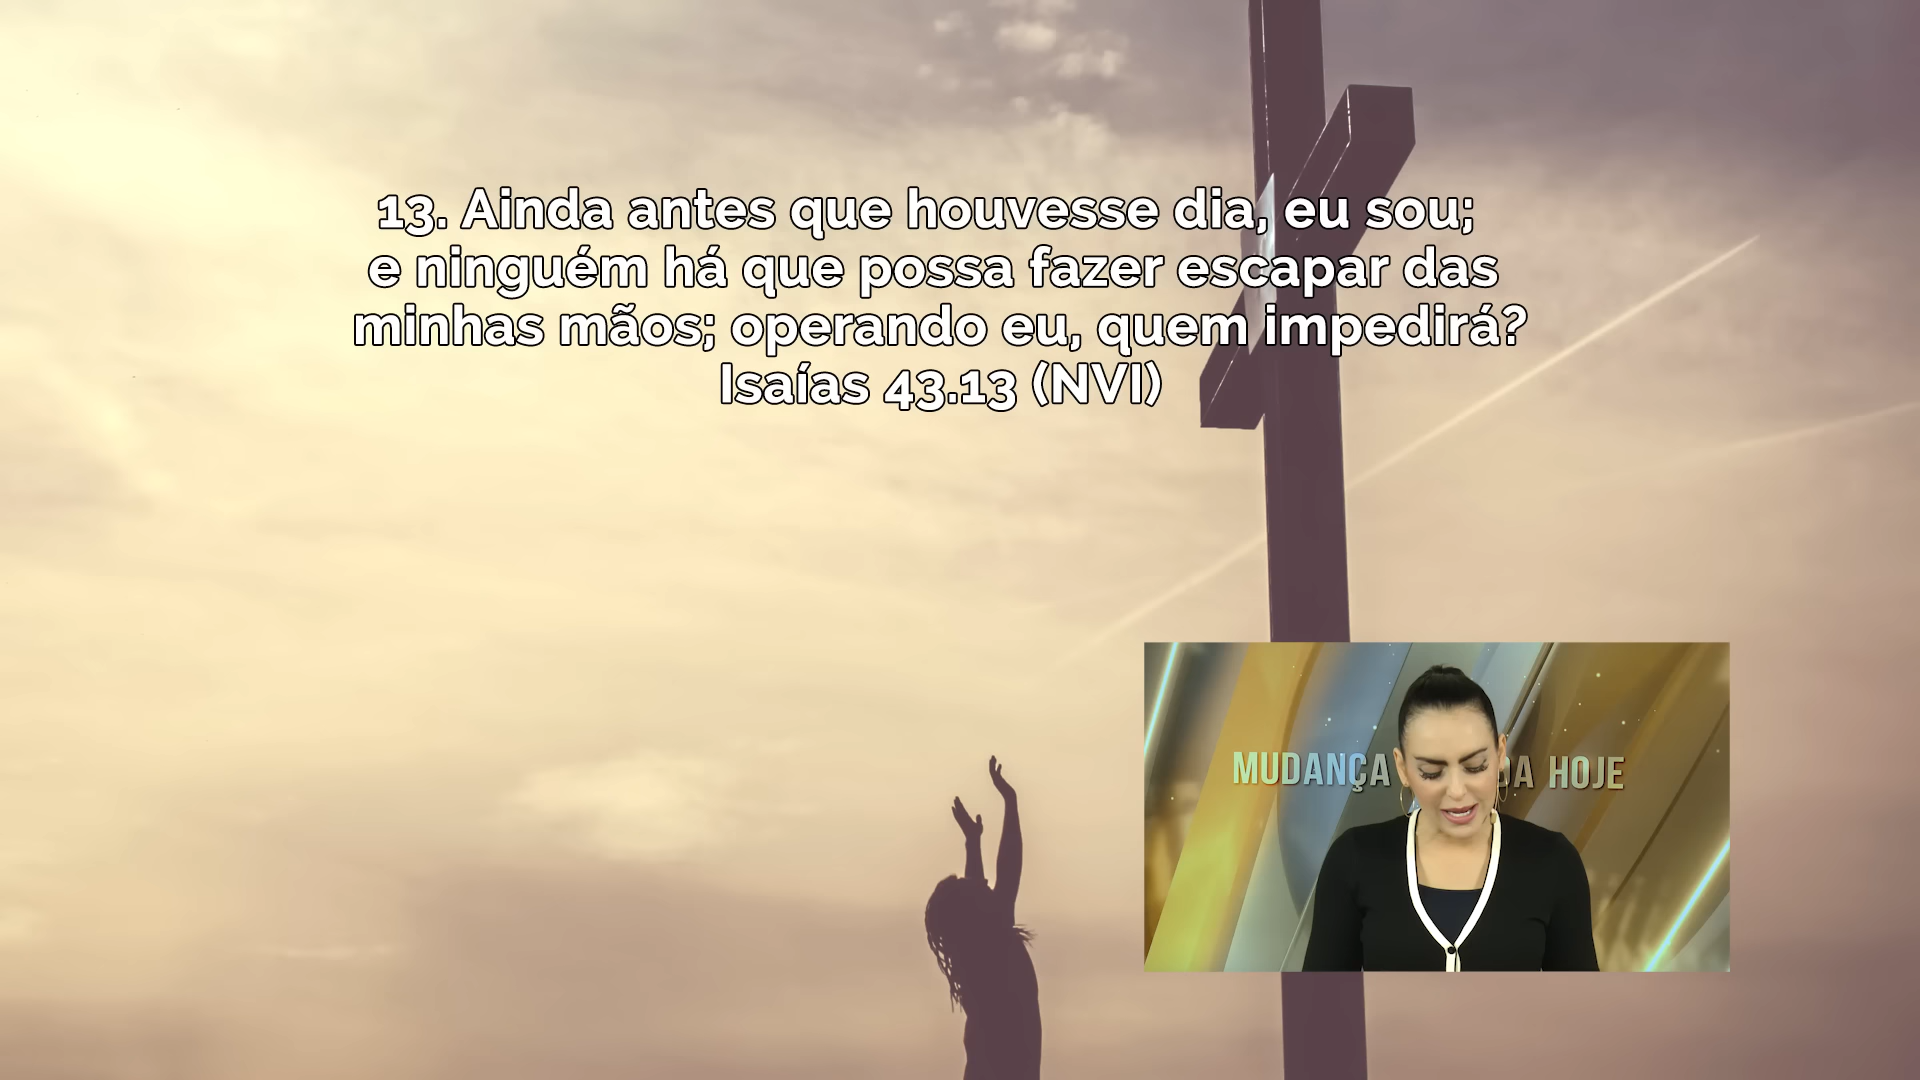 13. Ainda antes que houvesse dia, eu sou;
e ninguém há que possa fazer escapar das
minhas mãos; operando eu, quem impedirá?
Isaías 43.13 (NVI)
MUDANÇA DA HOJE